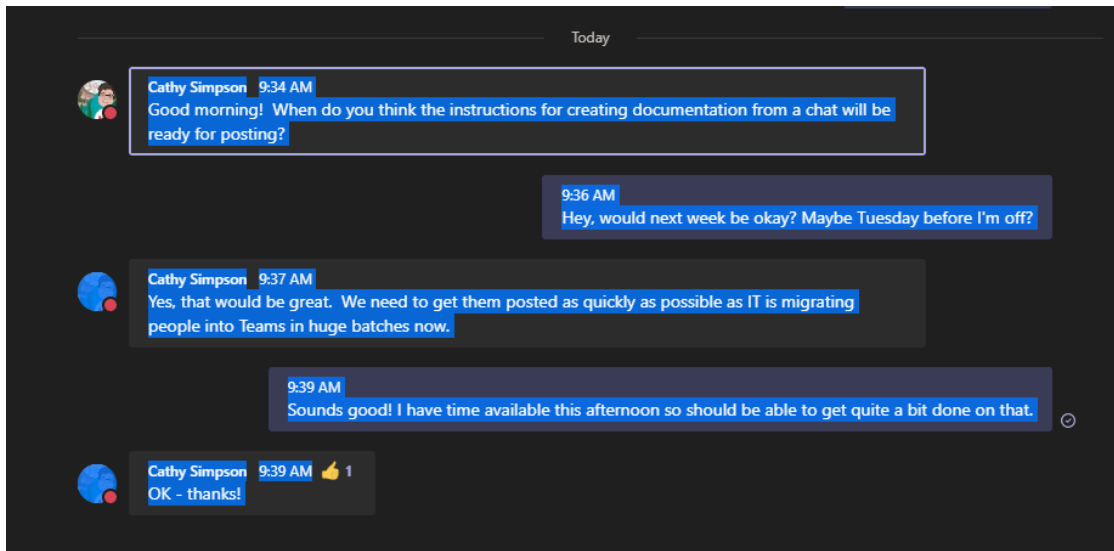 Today
Cathy Simpson 9:34 AM
Good morning! When do you think the instructions for creating documentation from a chat will be
ready for posting?
9:36 AM
Hey, would next week be okay? Maybe Tuesday before I'm off?
Cathy Simpson 9:37 AM
Yes, that would be great. We need to get them posted as quickly as possible as IT is migrating
people into Teams in huge batches now.
9:39 AM
Sounds good! I have time available this afternoon so should be able to get quite a bit done on that.
Cathy Simpson 9:39 AM 👍 1
OK - thanks!